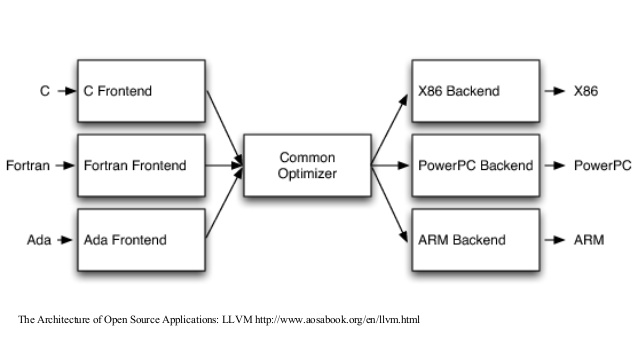 C
C Frontend
X86 Backend
X86
Fortran
Fortran Frontend
Common
Optimizer
PowerPC Backend
PowerPC
Ada
Ada Frontend
ARM Backend
ARM
The Architecture of Open Source Applications: LLVM http://www.aosabook.org/en/llvm.html